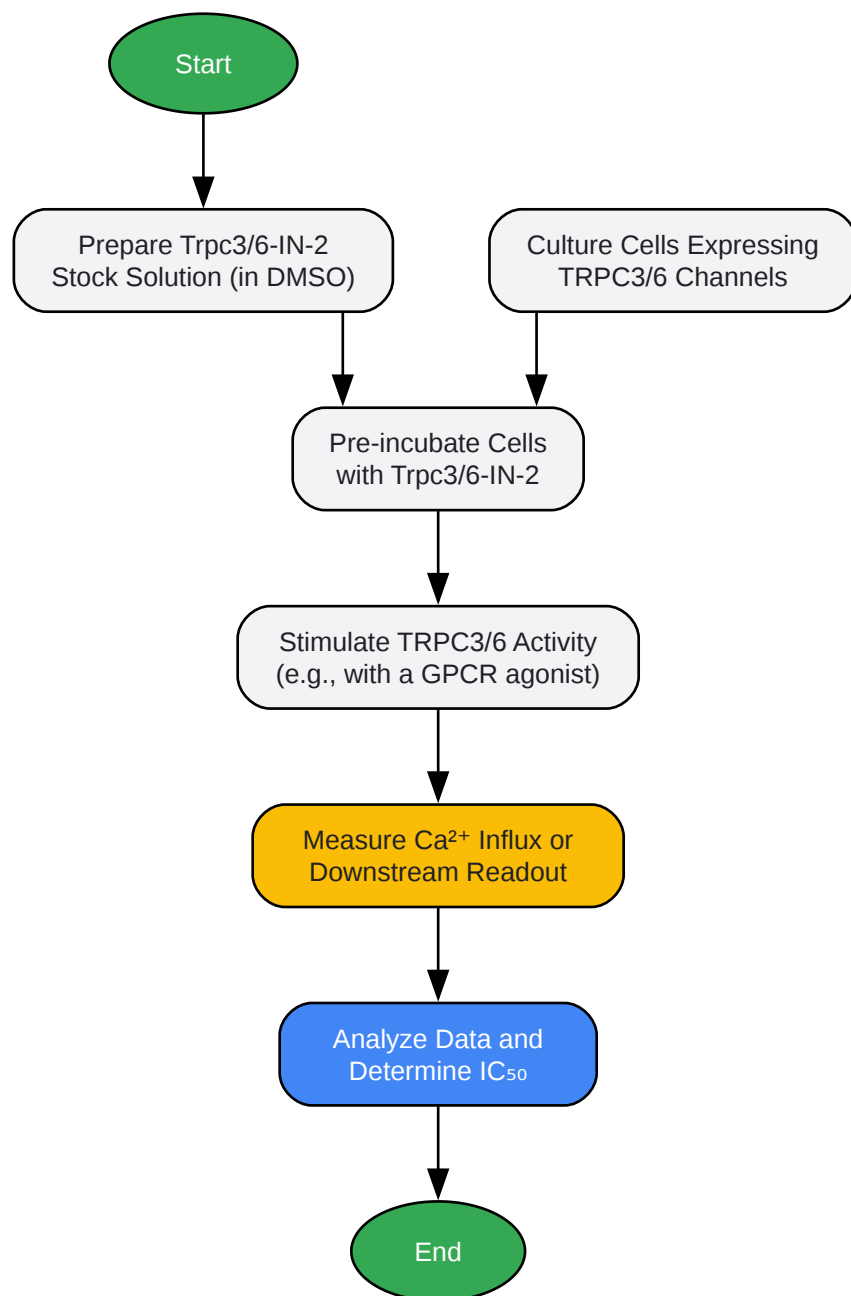 Start
Prepare Trpc3/6-IN-2
Stock Solution (in DMSO)
Culture Cells Expressing
TRPC3/6 Channels
Pre-incubate Cells
with Trpc3/6-IN-2
Stimulate TRPC3/6 Activity
(e.g., with a GPCR agonist)
Measure Ca²⁺ Influx or
Downstream Readout
Analyze Data and
Determine IC₅₀
End